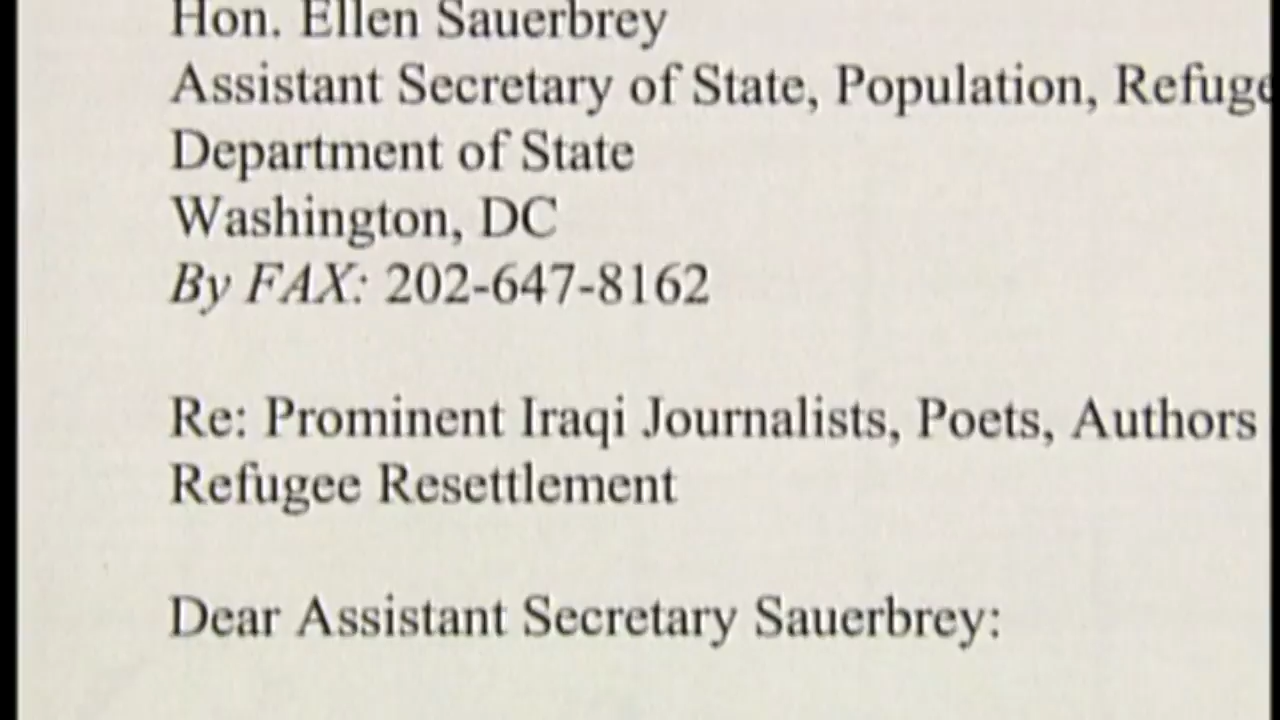 Hon. Ellen Sauerbrey
Assistant Secretary of State, Population, Refuge
Department of State
Washington, DC
By FAX: 202-647-8162
Re: Prominent Iraqi Journalists, Poets, Authors
Refugee Resettlement
Dear Assistant Secretary Sauerbrey: